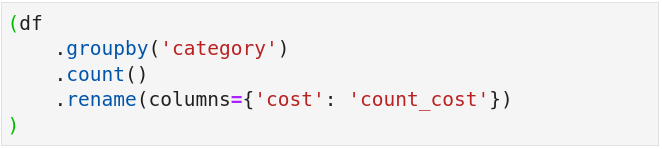 (df
    .groupby('category')
    .count()
    .rename(columns={'cost': 'count_cost'})
)